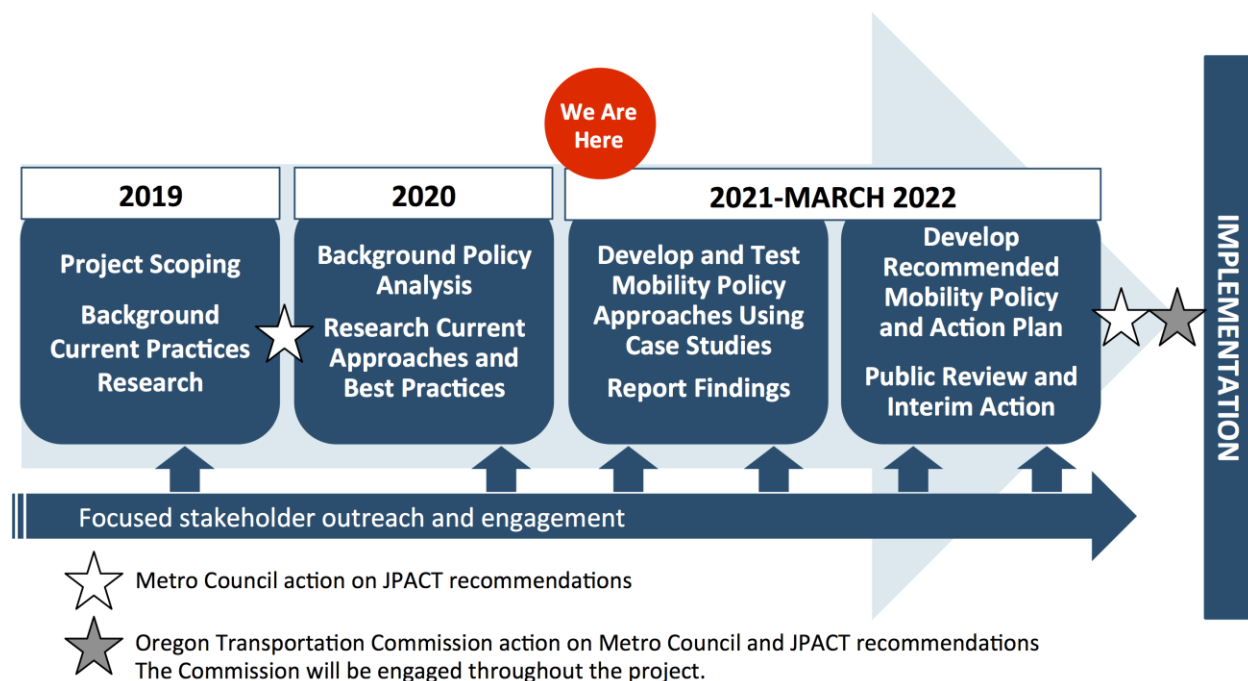 We Are
Here
2019
2020
2021-MARCH 2022
Project Scoping
Background
Current Practices
Research
Background Policy
Analysis
Research Current
Approaches and
Best Practices
Develop and Test
Mobility Policy
Approaches Using
Case Studies
Report Findings
Develop
Recommended
Mobility Policy
and Action Plan
Public Review and
Interim Action
IMPLEMENTATION
Focused stakeholder outreach and engagement
Metro Council action on JPACT recommendations
Oregon Transportation Commission action on Metro Council and JPACT recommendations
The Commission will be engaged throughout the project.